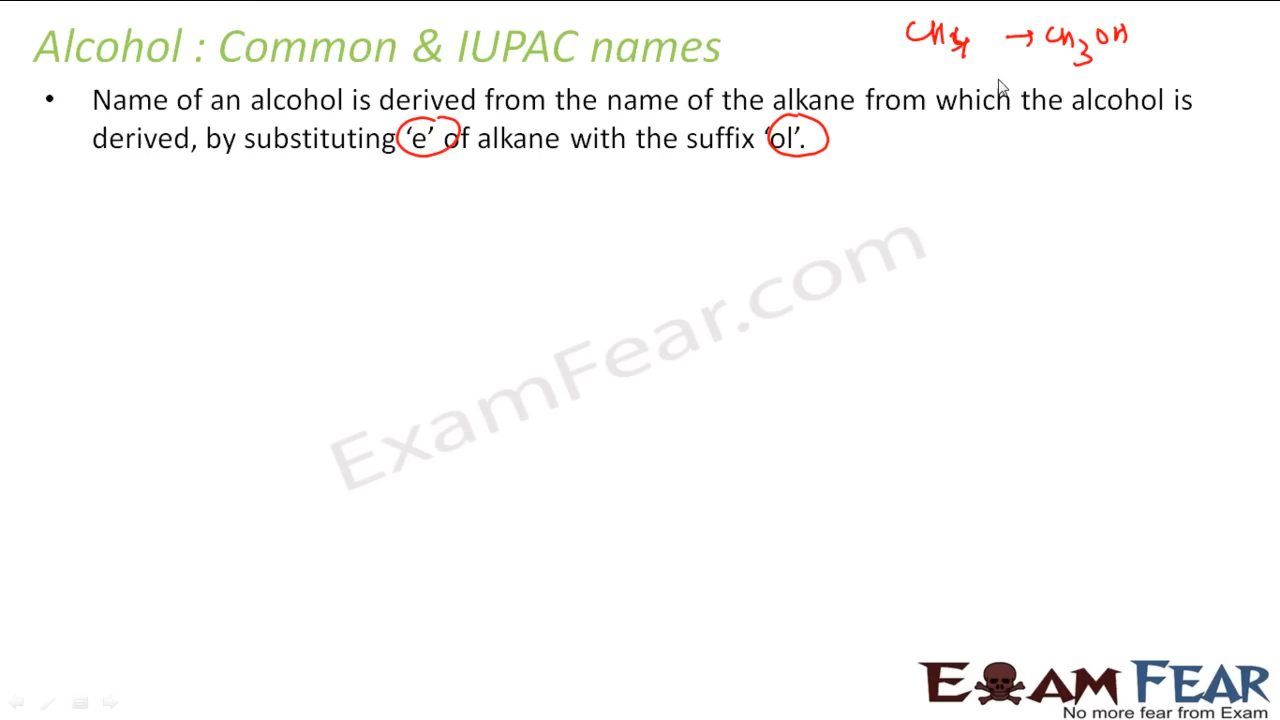 Alcohol : Common & IUPAC names
CH4 → CH3OH
• Name of an alcohol is derived from the name of the alkane from which the alcohol is
derived, by substituting ‘e’ of alkane with the suffix ‘ol’.
ExamFear.com
EXAM FEAR
No more fear from Exam